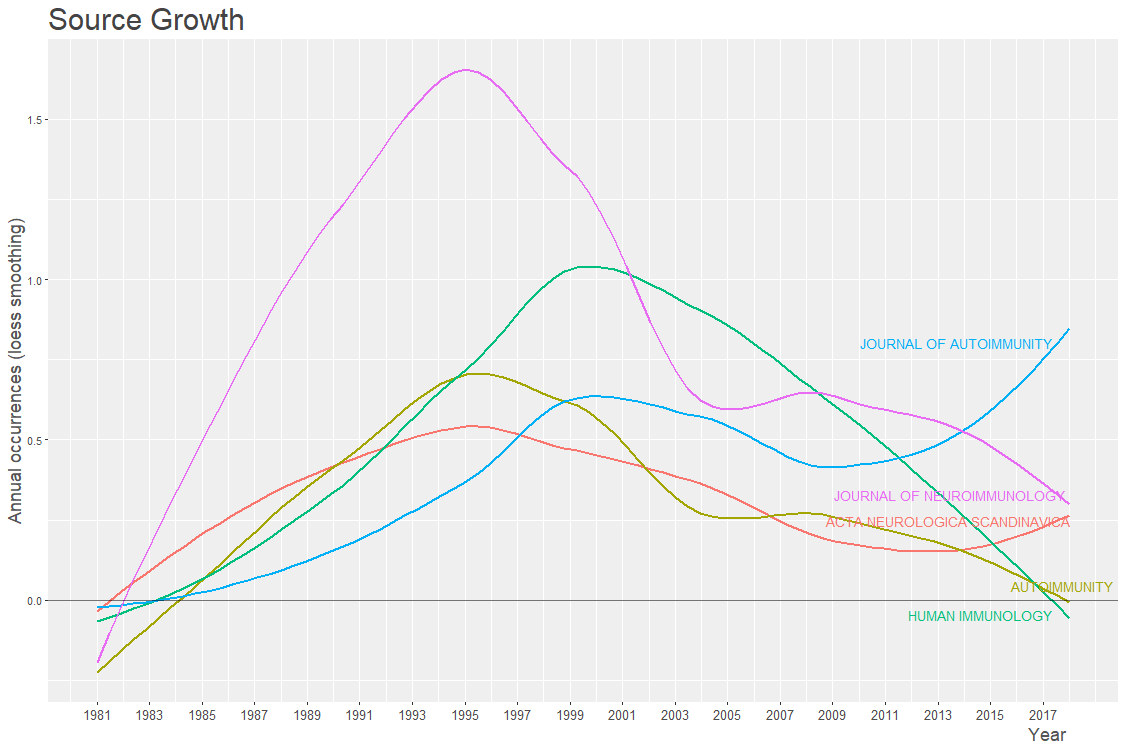 Source Growth
Annual occurrences (loess smoothing)
1.5
1.0
0.5
0.0
JOURNAL OF AUTOIMMUNITY
JOURNAL OF NEUROIMMUNOLOGY
ACTA NEUROLOGICA SCANDINAVICA
AUTOIMMUNITY
HUMAN IMMUNOLOGY
1981 1983 1985 1987 1989 1991 1993 1995 1997 1999 2001 2003 2005 2007 2009 2011 2013 2015 2017
Year